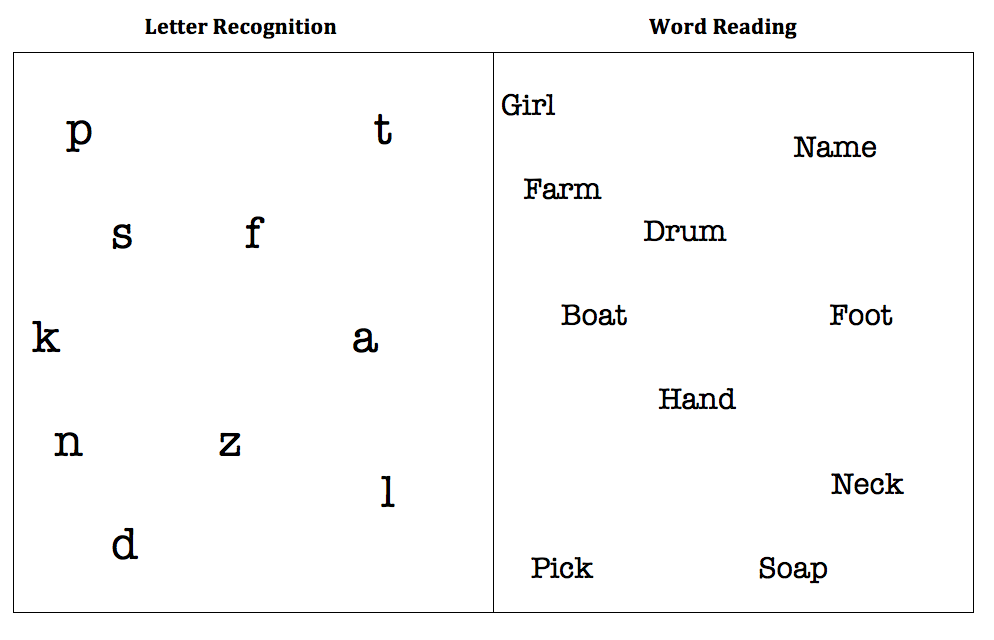 Letter Recognition
Word Reading
p t
s f
k a
n z
l
d
Girl
Name
Farm
Drum
Boat Foot
Hand
Neck
Pick Soap